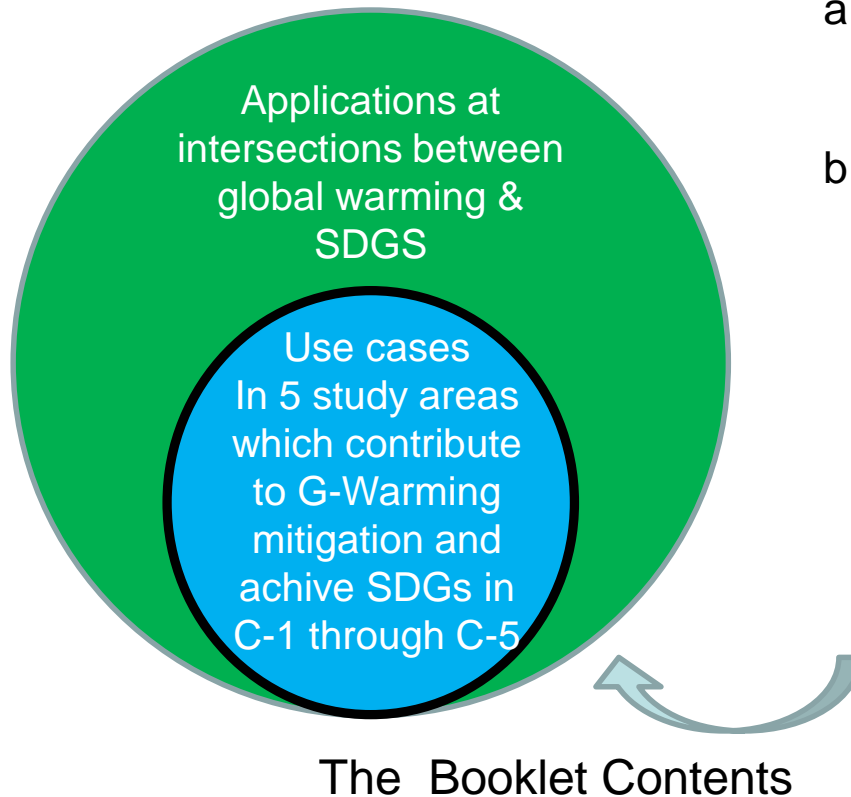 a
Applications at
intersections between
global warming &
SDGS
b
Use cases
In 5 study areas
which contribute
to G-Warming
mitigation and
achive SDGs in
C-1 through C-5
The Booklet Contents